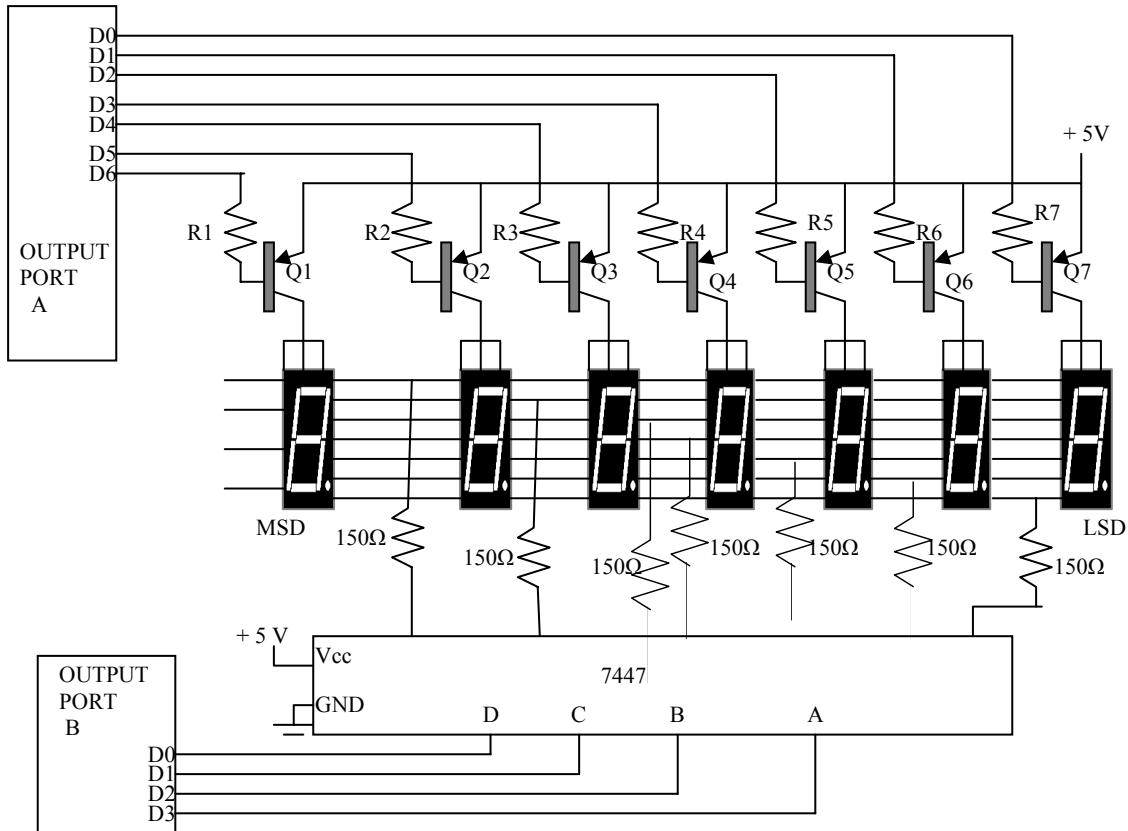 D0
D1
D2
D3
D4
D5
D6
+ 5V
OUTPUT
PORT
A
R1
R2
R3
R4
R5
R6
R7
Q1
Q2
Q3
Q4
Q5
Q6
Q7
MSD
LSD
150Ω
150Ω
150Ω
150Ω
150Ω
150Ω
150Ω
+ 5 V
Vcc
7447
GND
D
C
B
A
OUTPUT
PORT
B
D0
D1
D2
D3